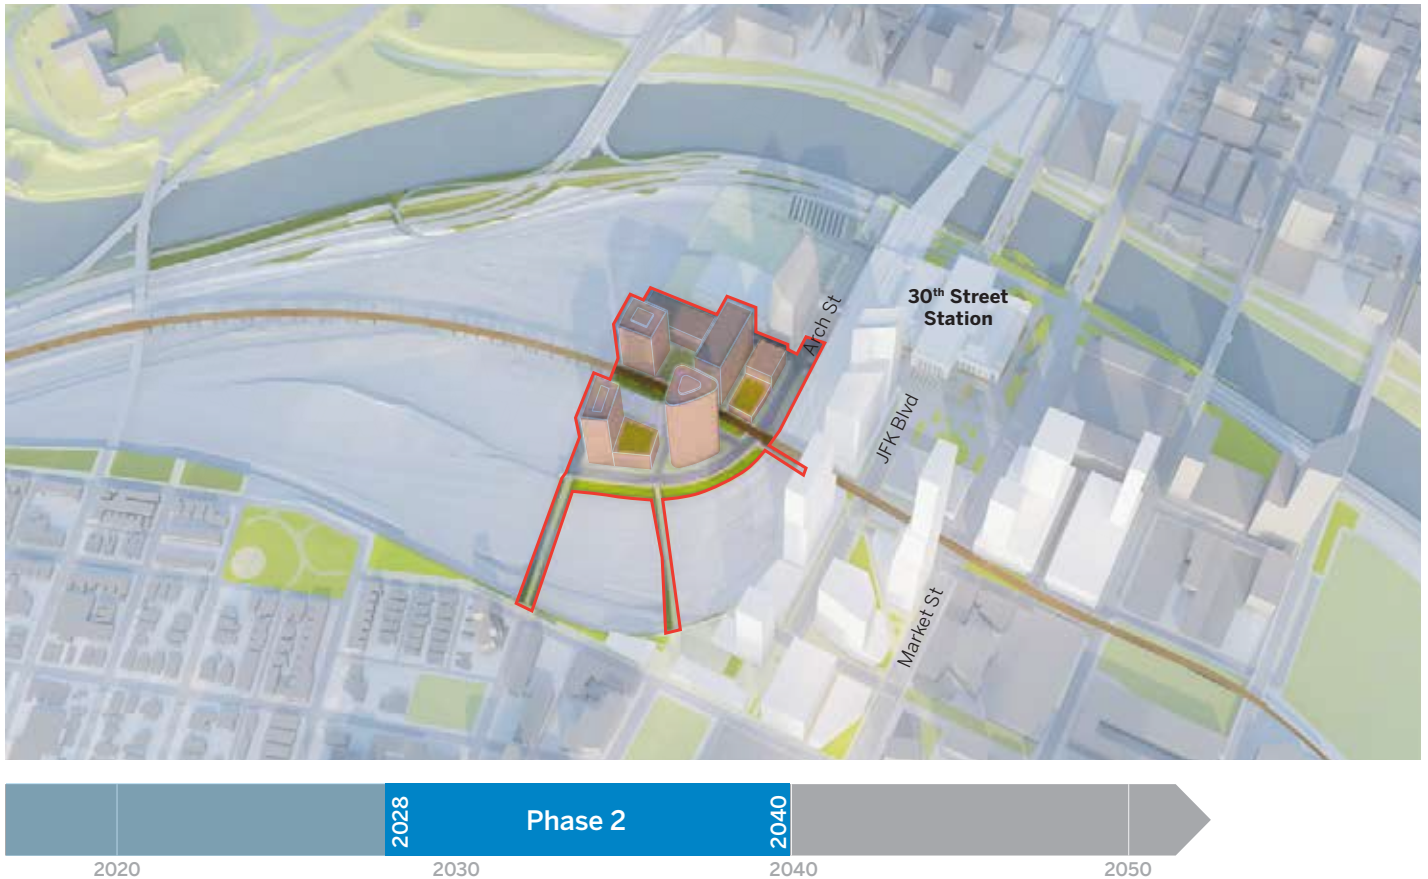 30th Street
Station
Arch St
JFK Blvd
Market St
2028
Phase 2
2040
2020
2030
2040
2050